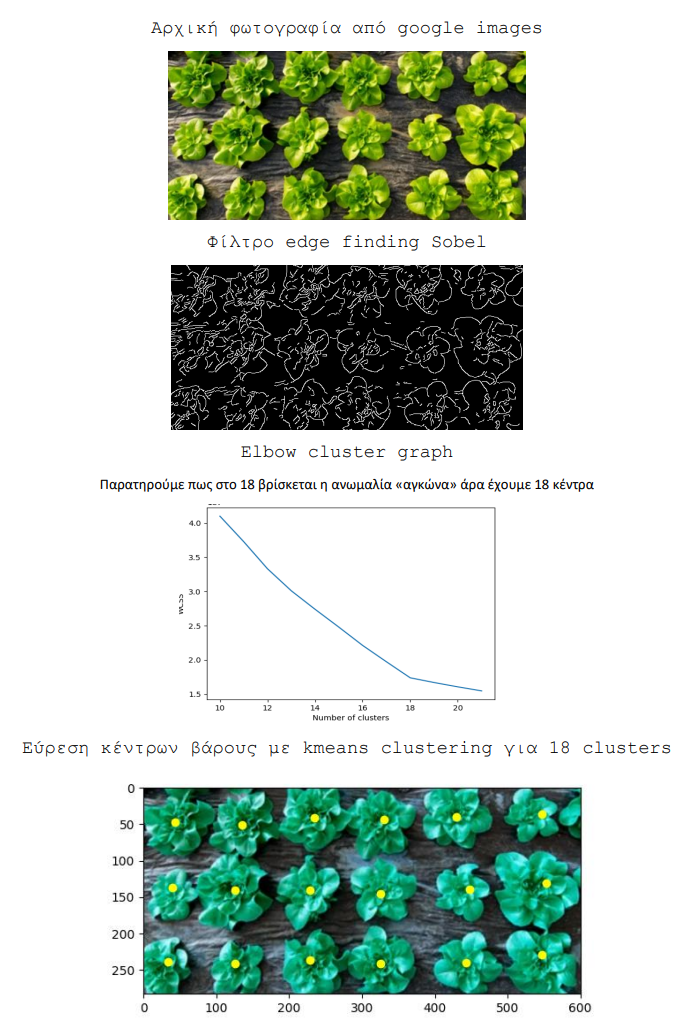 Αρχική φωτογραφία από google images
Φίλτρο edge finding Sobel
Elbow cluster graph
Παρατηρούμε πως στο 18 βρίσκεται η ανωμαλία «αγκώνα» άρα έχουμε 18 κέντρα
4.0
3.5
3.0
2.5
2.0
1.5
10 12 14 16 18 20
Number of clusters
Εύρεση κέντρων βάρους με kmeans clustering για 18 clusters
0
50
100
150
200
250
0 100 200 300 400 500 600